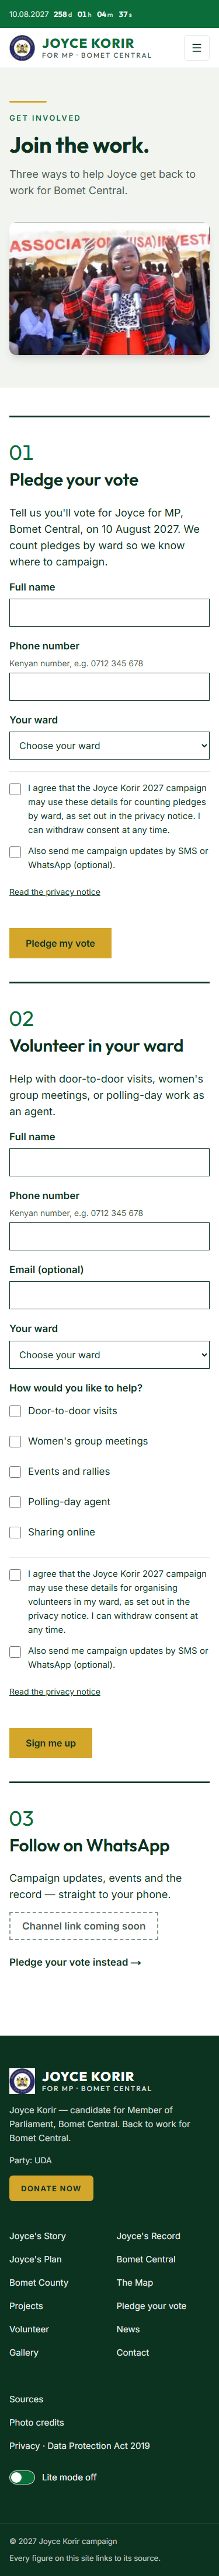 10.08.2027 258 d 01 h 04 m 37 s
JOYCE KORIR
FOR MP · BOMET CENTRAL
GET INVOLVED
Join the work.
Three ways to help Joyce get back to
work for Bomet Central.
ASSOCIATION (USA) INVEST
01
Pledge your vote
Tell us you'll vote for Joyce for MP,
Bomet Central, on 10 August 2027. We
count pledges by ward so we know
where to campaign.
Full name
Phone number
Kenyan number, e.g. 0712 345 678
Your ward
Choose your ward
I agree that the Joyce Korir 2027 campaign
may use these details for counting pledges
by ward, as set out in the privacy notice. I
can withdraw consent at any time.
Also send me campaign updates by SMS or
WhatsApp (optional).
Read the privacy notice
Pledge my vote
02
Volunteer in your ward
Help with door-to-door visits, women's
group meetings, or polling-day work as
an agent.
Full name
Phone number
Kenyan number, e.g. 0712 345 678
Email (optional)
Your ward
Choose your ward
How would you like to help?
Door-to-door visits
Women's group meetings
Events and rallies
Polling-day agent
Sharing online
I agree that the Joyce Korir 2027 campaign
may use these details for organising
volunteers in my ward, as set out in the
privacy notice. I can withdraw consent at
any time.
Also send me campaign updates by SMS or
WhatsApp (optional).
Read the privacy notice
Sign me up
03
Follow on WhatsApp
Campaign updates, events and the
record — straight to your phone.
Channel link coming soon
Pledge your vote instead →
JOYCE KORIR
FOR MP · BOMET CENTRAL
Joyce Korir — candidate for Member of
Parliament, Bomet Central. Back to work for
Bomet Central.
Party: UDA
DONATE NOW
Joyce's Story Joyce's Record
Joyce's Plan Bomet Central
Bomet County The Map
Projects Pledge your vote
Volunteer News
Gallery Contact
Sources
Photo credits
Privacy · Data Protection Act 2019
Lite mode off
© 2027 Joyce Korir campaign
Every figure on this site links to its source.